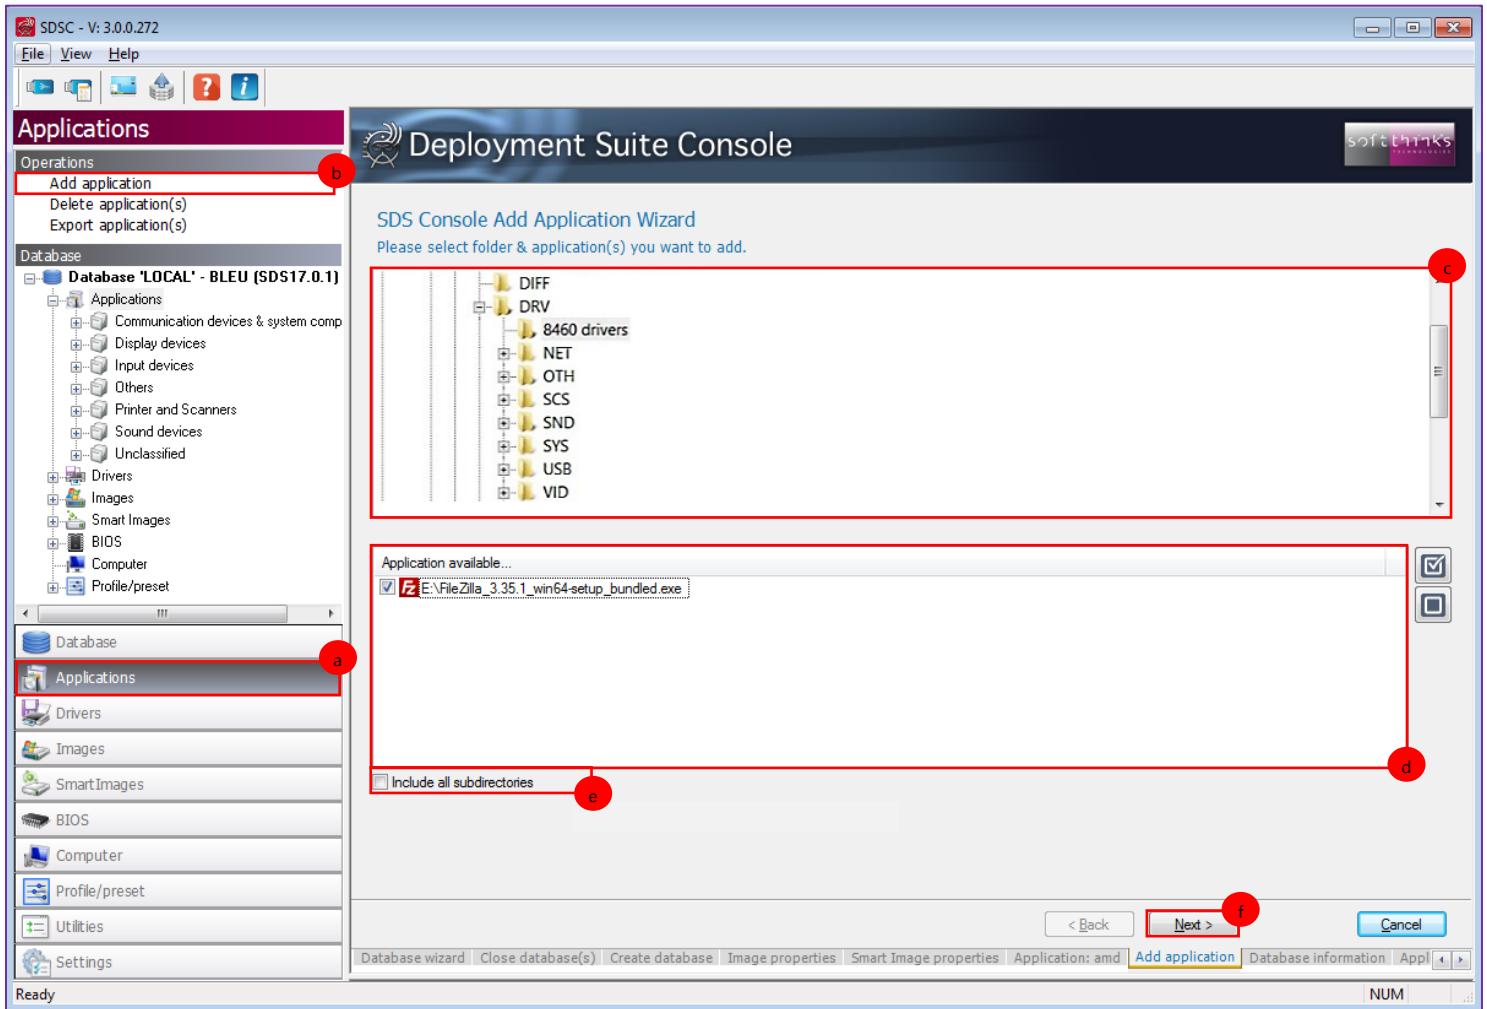 SDSC - V: 3.0.0.272
File View Help
Applications
Operations
b
Add application
Delete application(s)
Export application(s)
Database
Database 'LOCAL' - BLEU (SDS17.0.1)
Applications
Communication devices & system comp
Display devices
Input devices
Others
Printer and Scanners
Sound devices
Unclassified
Drivers
Images
Smart Images
BIOS
Computer
Profile/preset
Database
a
Applications
Drivers
Images
SmartImages
BIOS
Computer
Profile/preset
Utilities
Settings
Deployment Suite Console
softthinks
TECHNOLOGIES
SDS Console Add Application Wizard
Please select folder & application(s) you want to add.
c
DIFF
DRV
8460 drivers
NET
OTH
SCS
SND
SYS
USB
VID
Application available...
E:\FileZilla_3.35.1_win64-setup_bundled.exe
d
Include all subdirectories
e
f
< Back Next > Cancel
Database wizard Close database(s) Create database Image properties Smart Image properties Application: amd Add application Database information Appl
Ready NUM